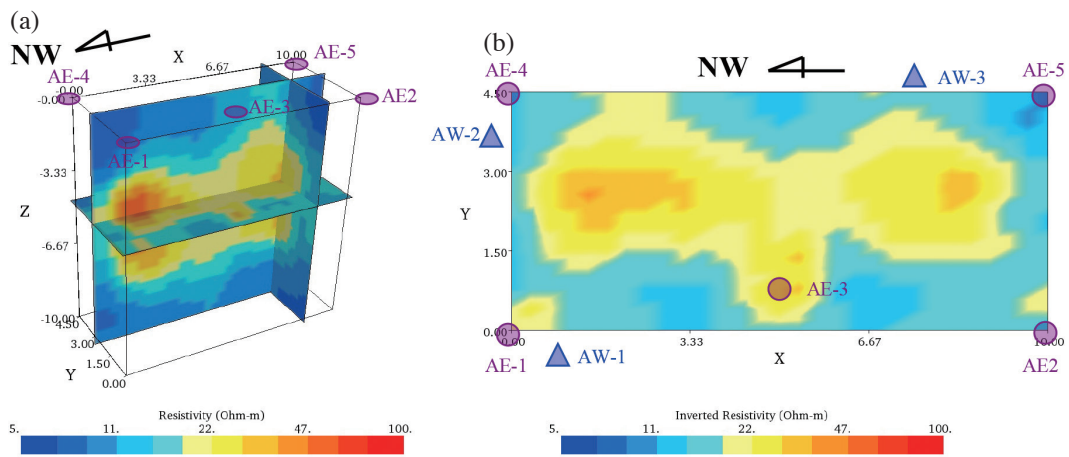 (a)
NW
X
10.00
AE-5
6.67
3.33
AE-4
-0.00
-0.00
AE-3
AE2
AE-1
-3.33
Z
-6.67
-10.00
4.50
3.00
Y
1.50
0.00
Resistivity (Ohm-m)
5. 11. 22. 47. 100.
(b)
NW
AW-3
AE-4
AE-5
4.50
AW-2
3.00
Y
1.50
AE-3
0.00
0.00 3.33 6.67 10.00
X
AE-1
AW-1
AE2
Inverted Resistivity (Ohm-m)
5. 11. 22. 47. 100.